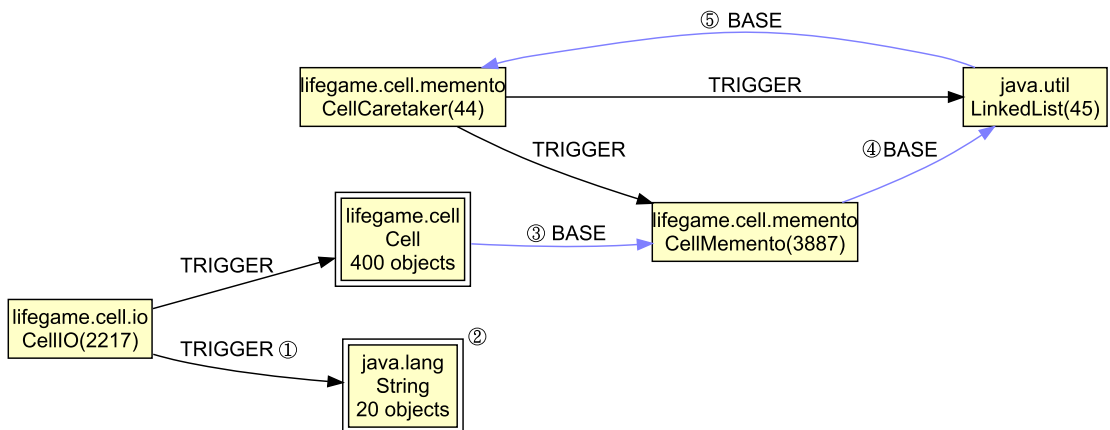 ⑤ BASE
lifegame.cell.memento
CellCaretaker(44)
TRIGGER
java.util
LinkedList(45)
TRIGGER
④BASE
lifegame.cell
Cell
400 objects
③ BASE
lifegame.cell.memento
CellMemento(3887)
TRIGGER
lifegame.cell.io
CellIO(2217)
TRIGGER ①
②
java.lang
String
20 objects